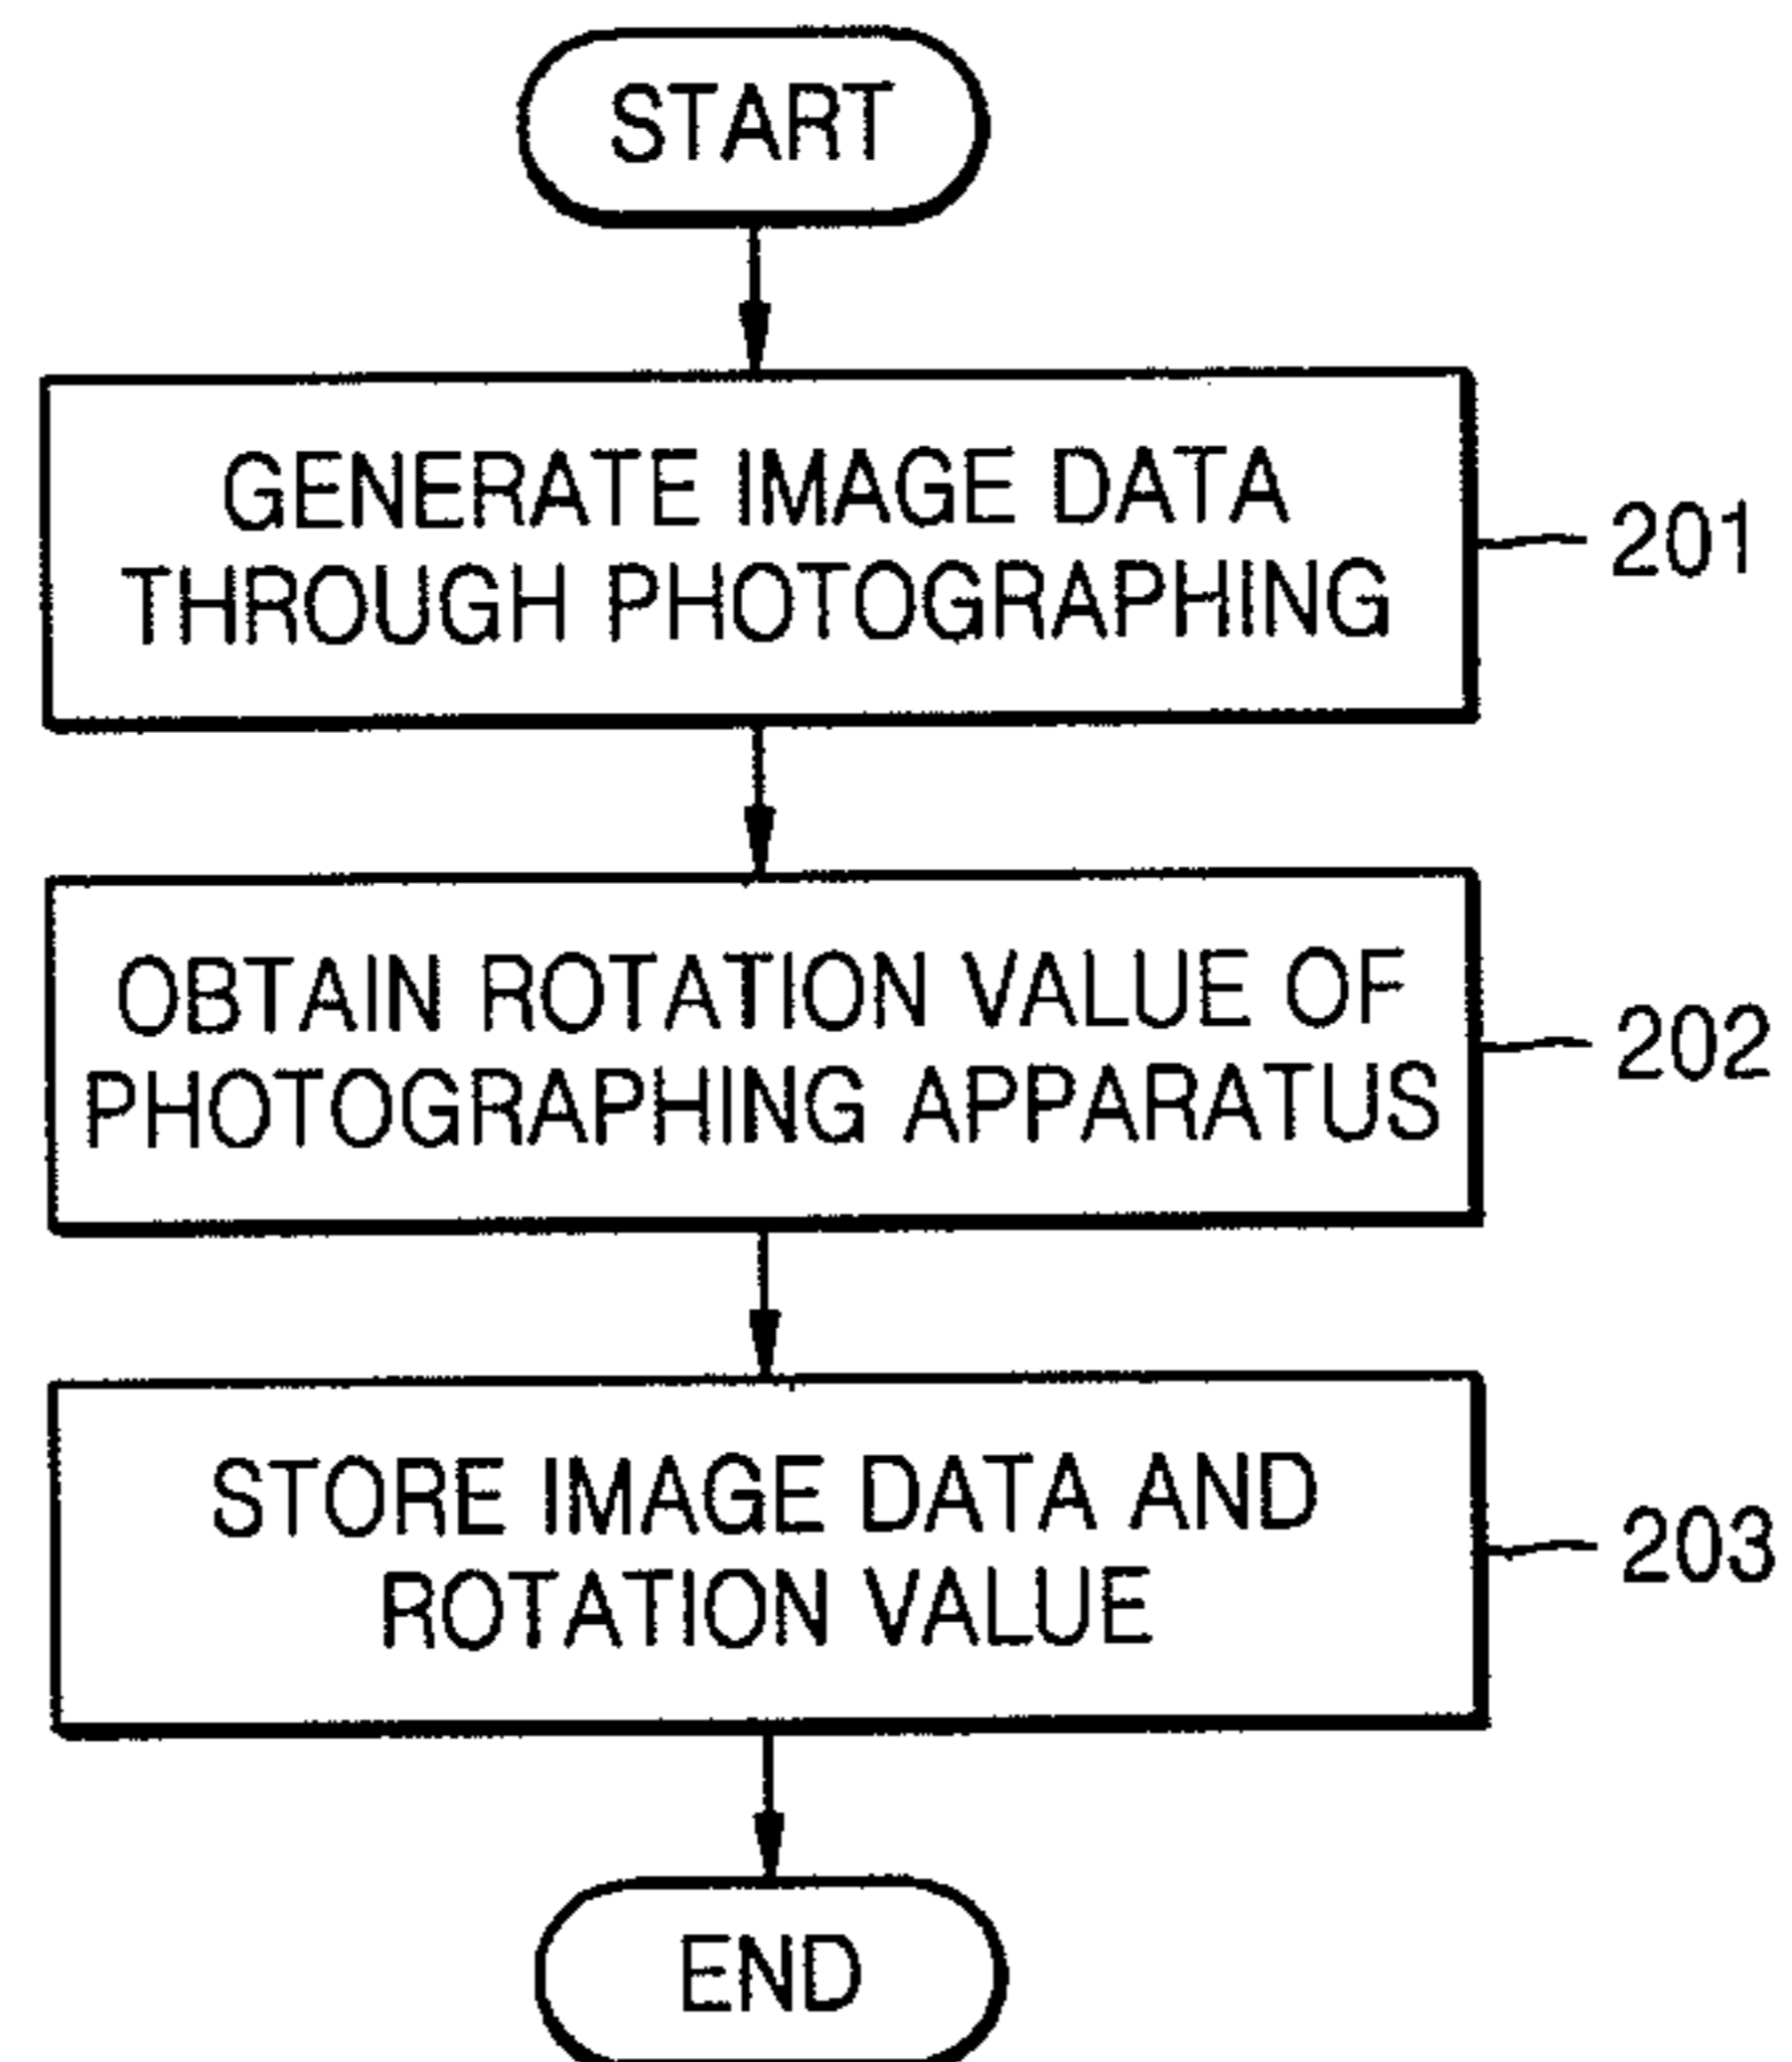 START
GENERATE IMAGE DATA
THROUGH PHOTOGRAPHING
201
OBTAIN ROTATION VALUE OF
PHOTOGRAPHING APPARATUS
202
STORE IMAGE DATA AND
ROTATION VALUE
203
END